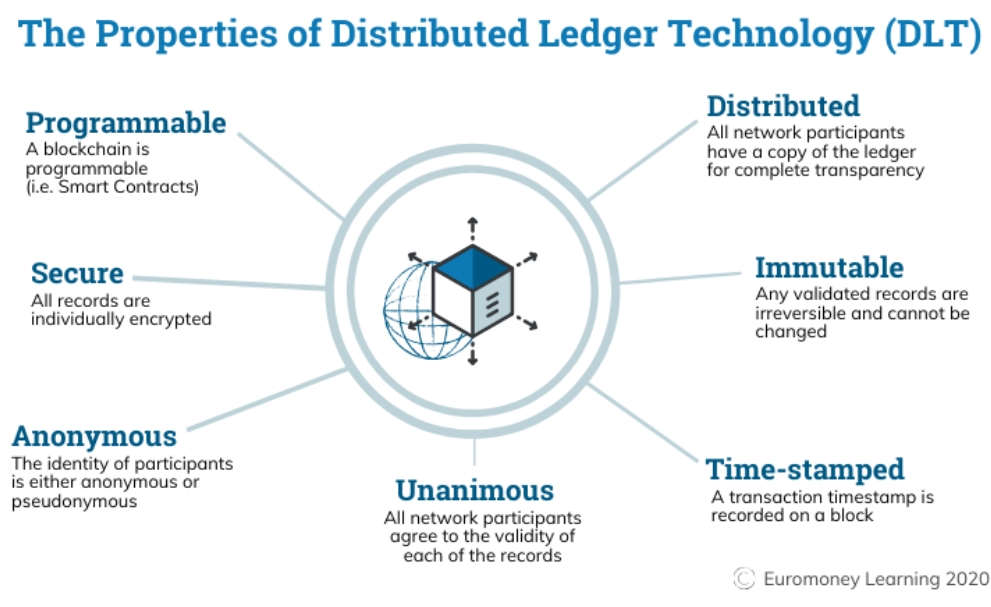 The Properties of Distributed Ledger Technology (DLT)
Programmable
A blockchain is
programmable
(i.e. Smart Contracts)
Secure
All records are
individually encrypted
Anonymous
The identity of participants
is either anonymous or
pseudonymous
Unanimous
All network participants
agree to the validity of
each of the records
Distributed
All network participants
have a copy of the ledger
for complete transparency
Immutable
Any validated records are
irreversible and cannot be
changed
Time-stamped
A transaction timestamp is
recorded on a block
© Euromoney Learning 2020